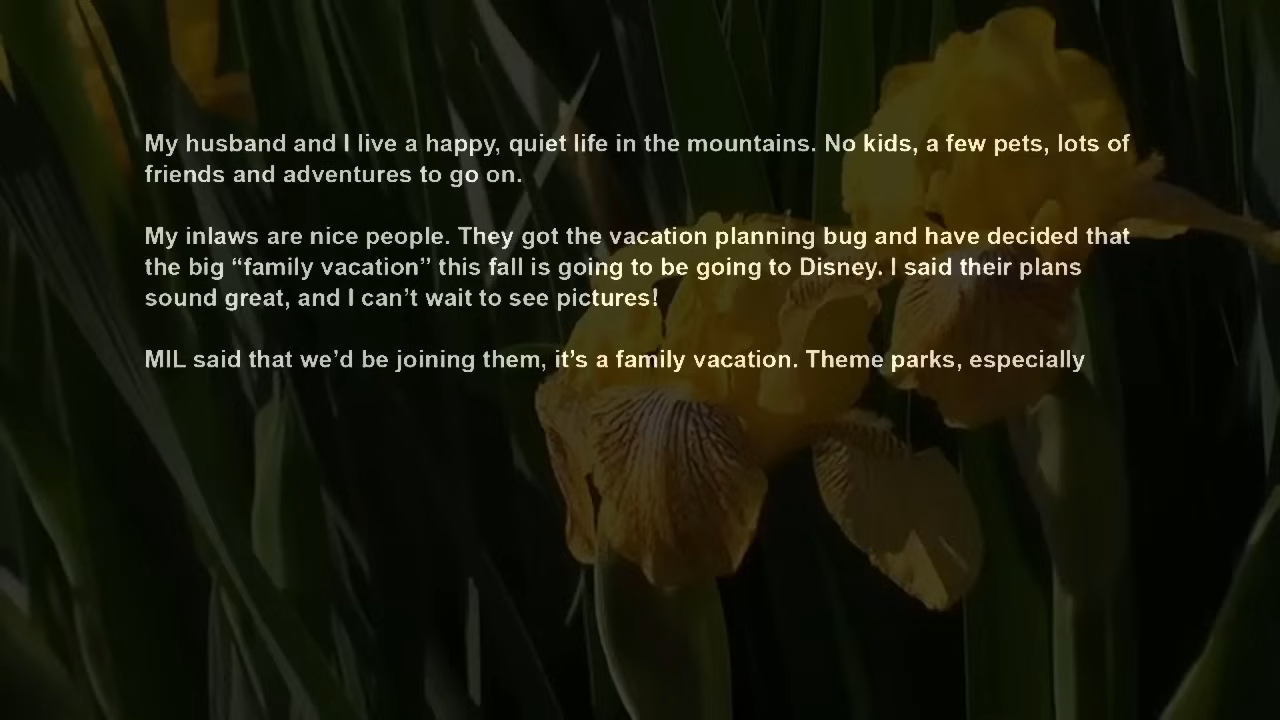 My husband and I live a happy, quiet life in the mountains. No kids, a few pets, lots of
friends and adventures to go on.
My inlaws are nice people. They got the vacation planning bug and have decided that
the big “family vacation” this fall is going to be going to Disney. I said their plans
sound great, and I can’t wait to see pictures!
MIL said that we’d be joining them, it’s a family vacation. Theme parks, especially